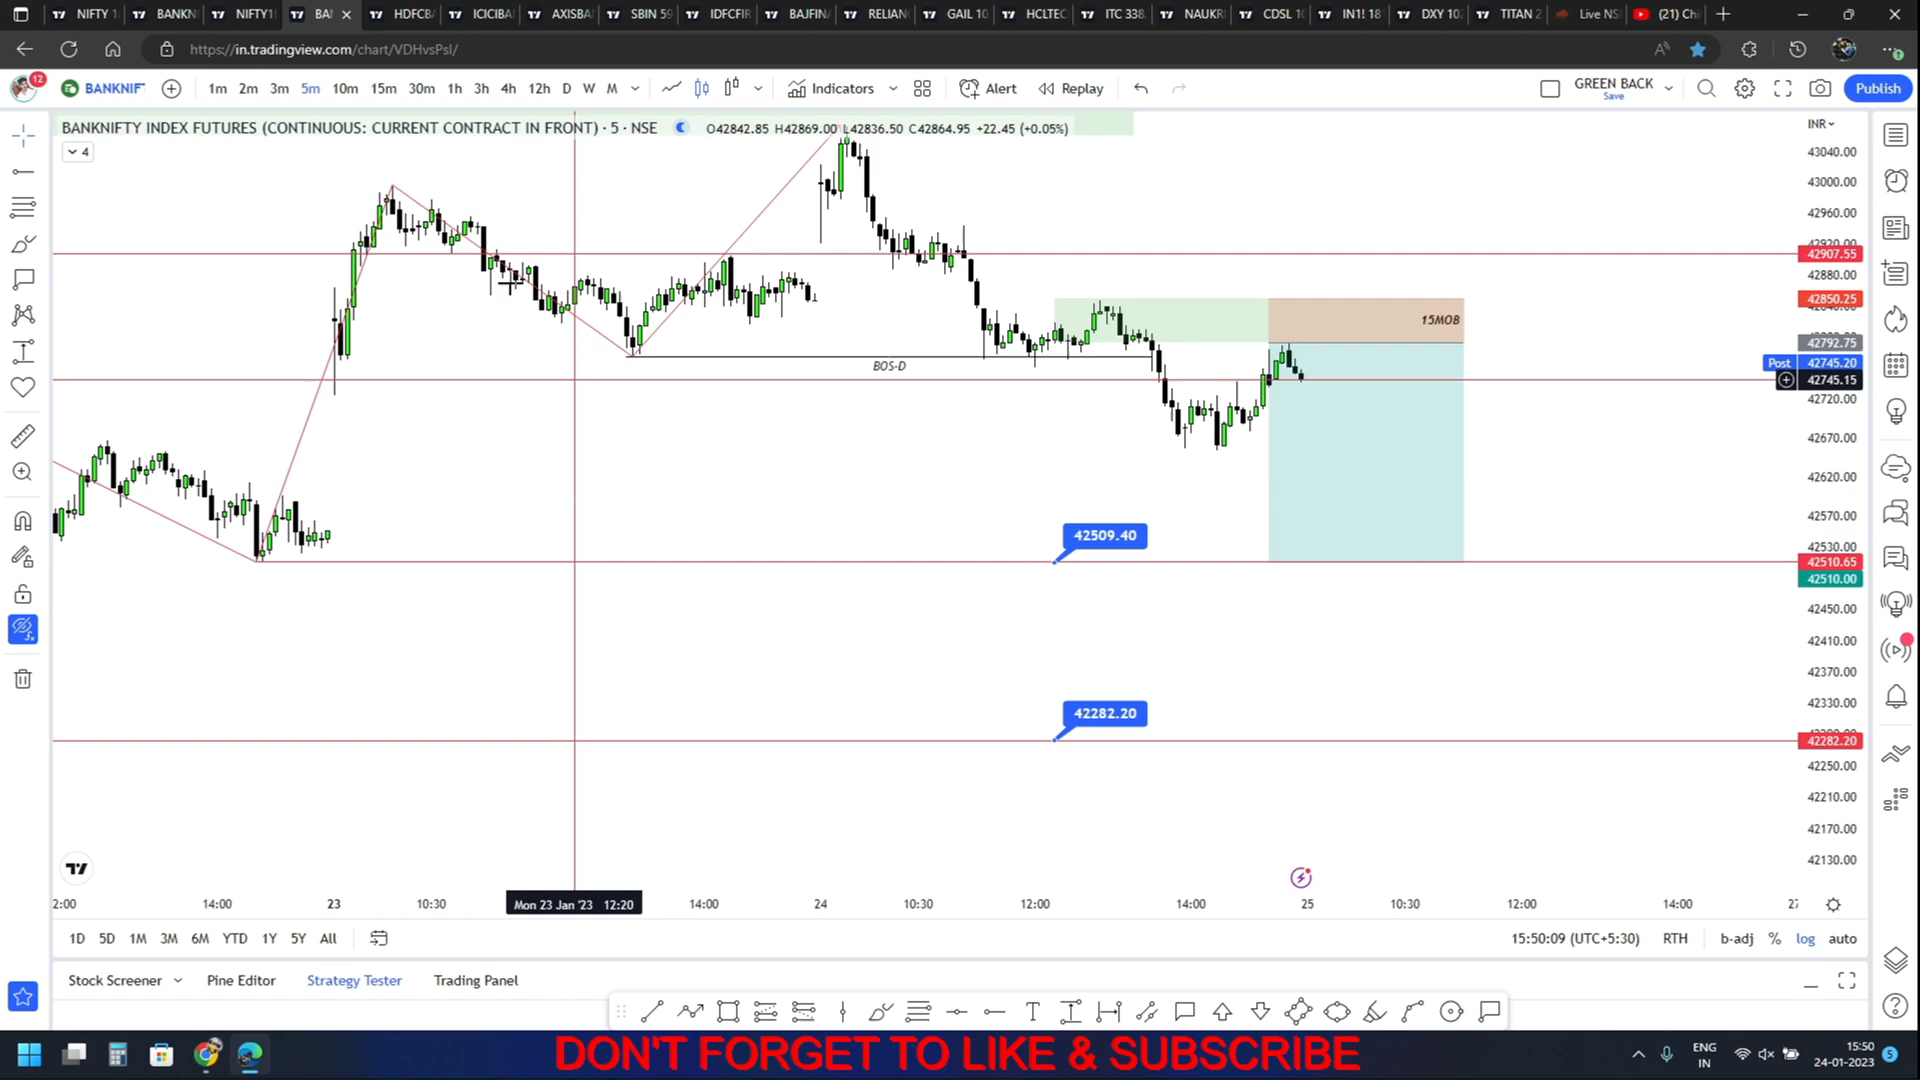 NIFTY 1
BANKN
NIFTY1
BAI
HDFCB
ICICIBA
AXISBA
SBIN 59
IDFCFIR
BAJFIN
RELIAN
GAIL 10
HCLTEC
ITC 338.
NAUKR
CDSL 10
IN1! 18
DXY 102
TITAN 2
Live NS
(21) Ch
https://in.tradingview.com/chart/VDHvsPsI/
12
BANKNIF
1m 2m 3m 5m 10m 15m 30m 1h 3h 4h 12h D W M
Indicators
Alert
Replay
GREEN BACK
Save
Publish
BANKNIFTY INDEX FUTURES (CONTINUOUS: CURRENT CONTRACT IN FRONT) · 5 · NSE
O42842.85 H42869.00 L42836.50 C42864.95 +22.45 (+0.05%)
4
INR
43040.00
43000.00
42960.00
42920.00
42907.55
42880.00
42850.25
15MOB
42792.75
Post 42745.20
BOS-D
42745.15
42720.00
42670.00
42620.00
42570.00
42509.40
42530.00
42510.65
42510.00
42450.00
42410.00
42370.00
42330.00
42282.20
42282.20
42250.00
42210.00
42170.00
42130.00
2:00
14:00
23
10:30
Mon 23 Jan '23 12:20
14:00
24
10:30
12:00
14:00
25
10:30
12:00
14:00
27
1D 5D 1M 3M 6M YTD 1Y 5Y All
15:50:09 (UTC+5:30)
RTH
b-adj
%
log
auto
Stock Screener
Pine Editor
Strategy Tester
Trading Panel
DON'T FORGET TO LIKE & SUBSCRIBE
ENG
IN
15:50
24-01-2023
5